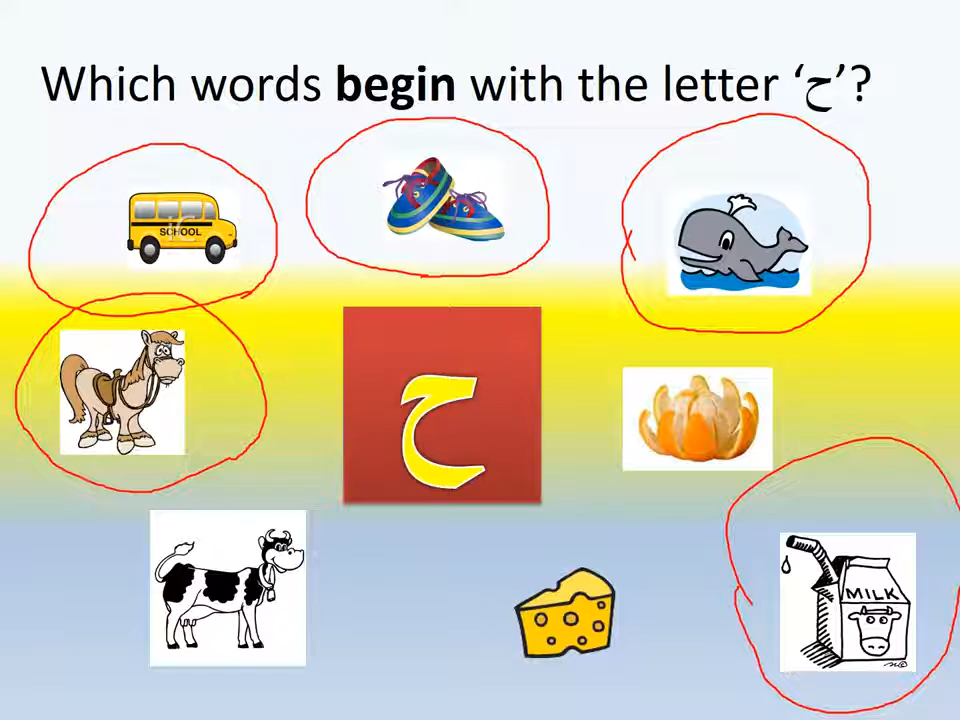 Which words begin with the letter ‘ح’?
SCHOOL
ح
MILK